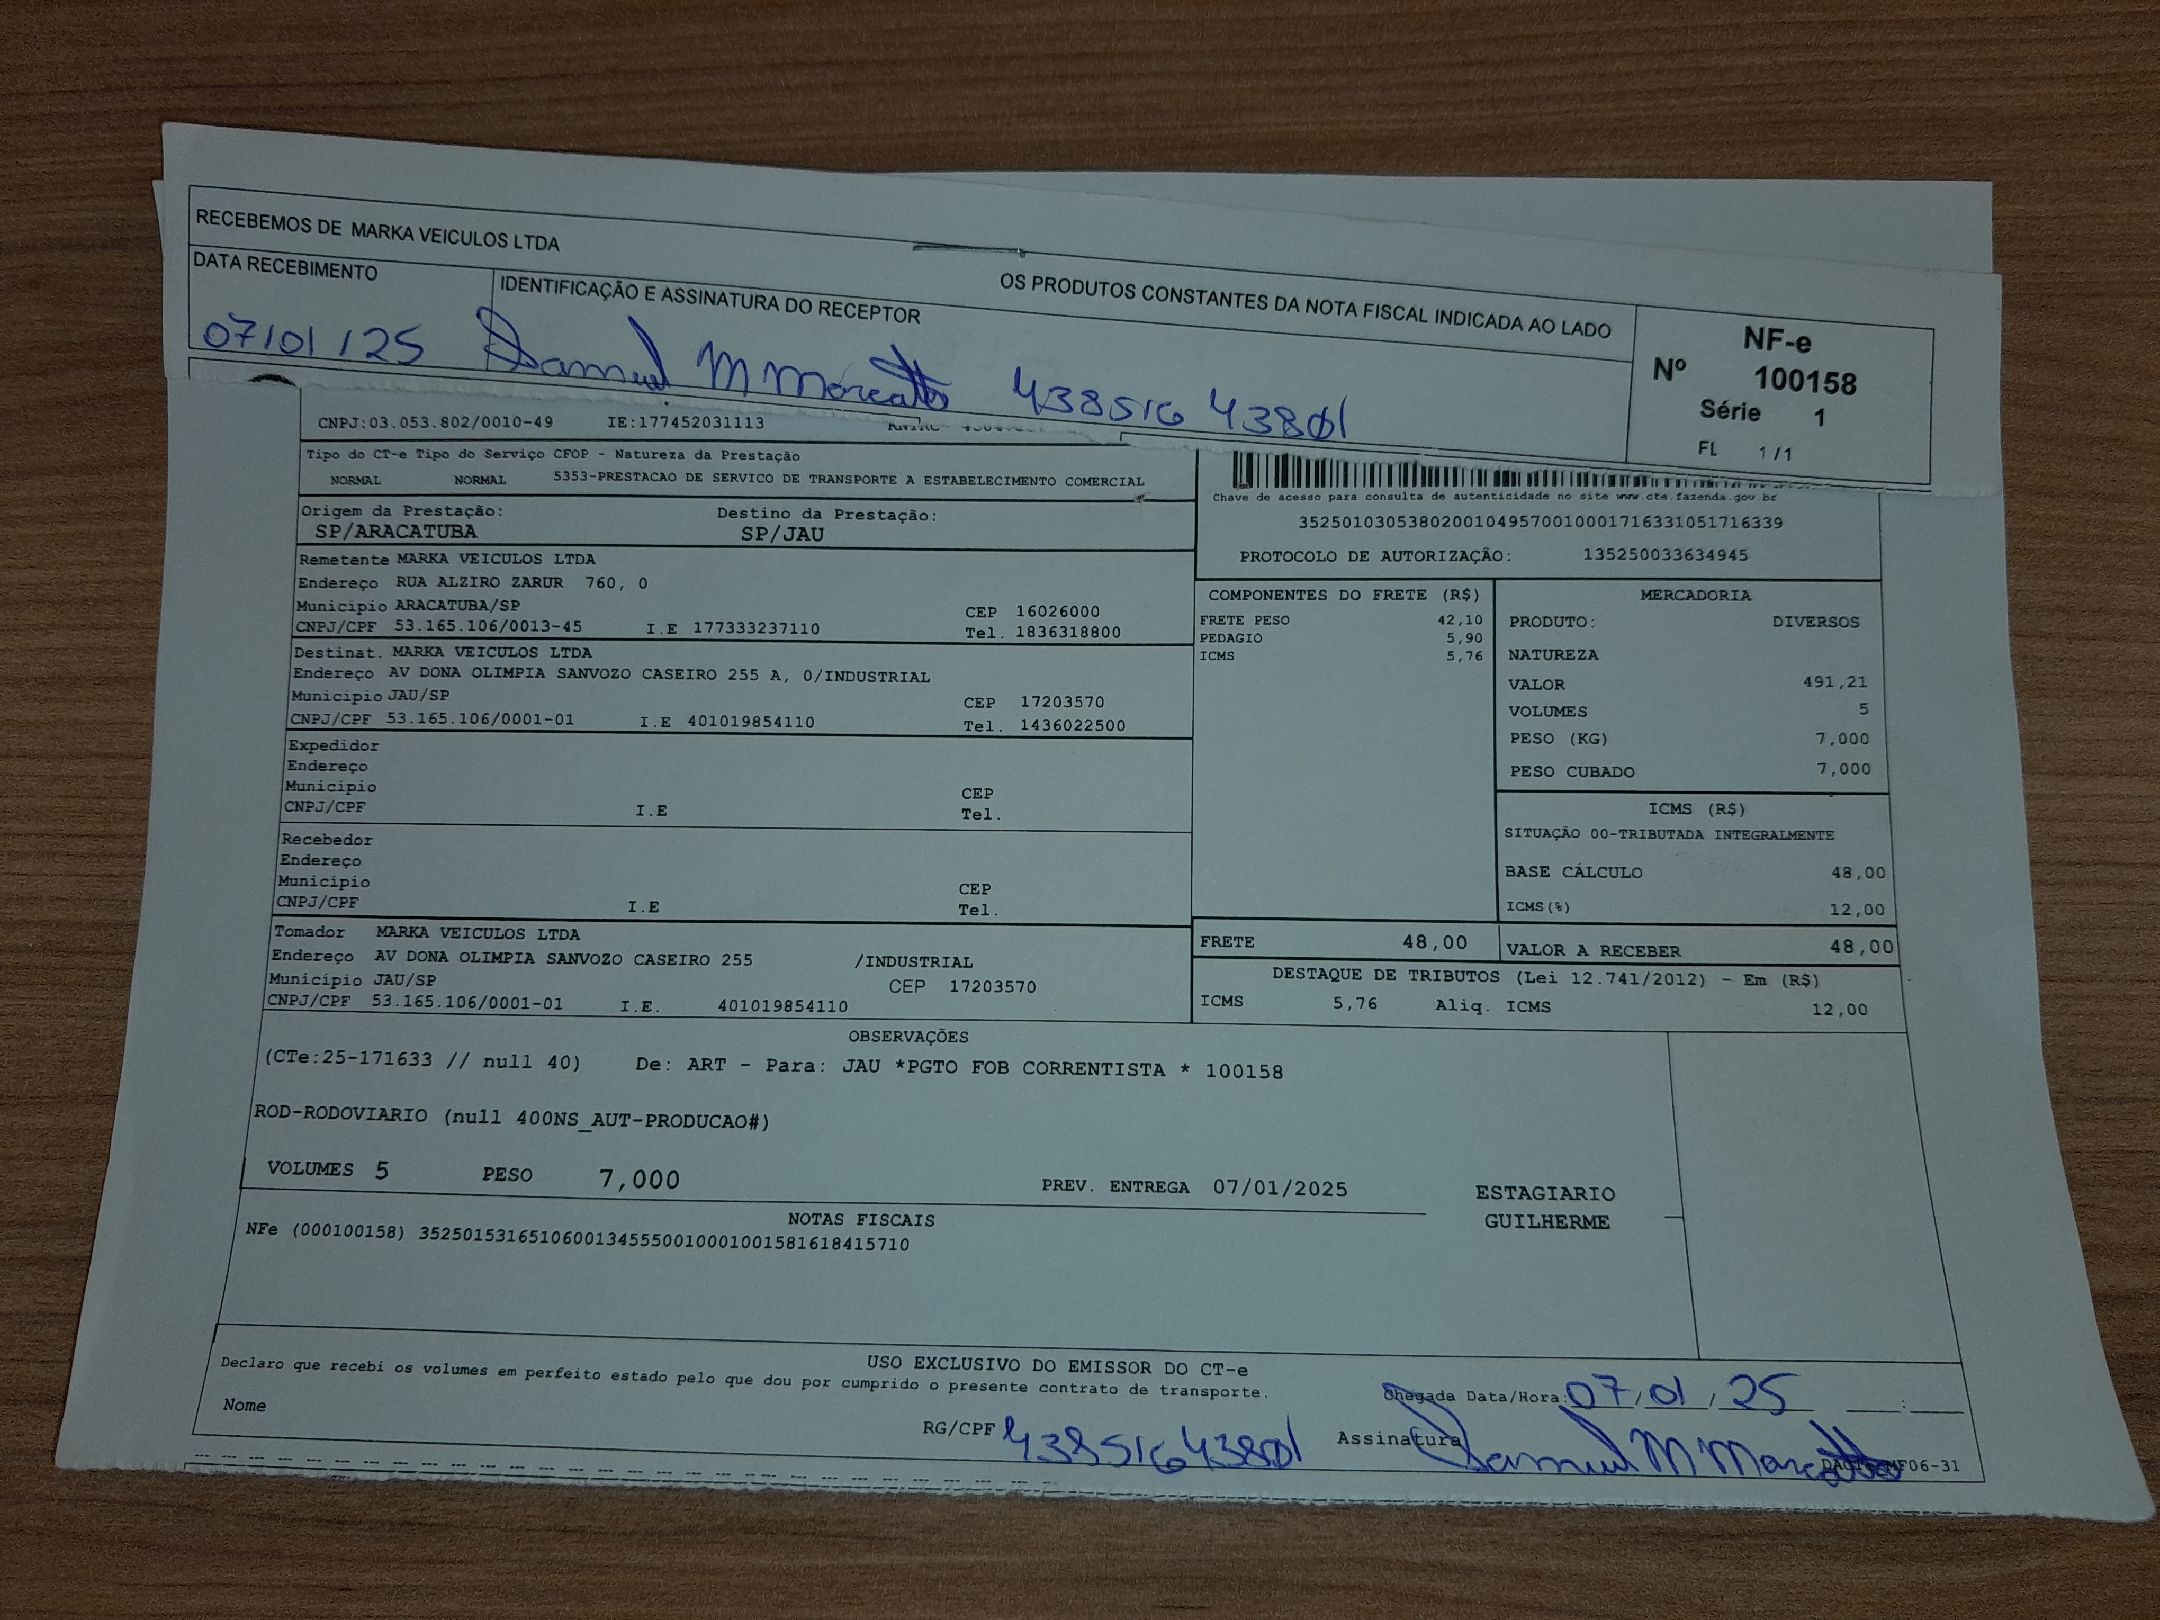 RECEBEMOS DE MARKA VEICULOS LTDA OS PRODUTOS CONSTANTES DA NOTA FISCAL INDICADA AO LADO
DATA RECEBIMENTO IDENTIFICAÇÃO E ASSINATURA DO RECEPTOR
07/01/25 Samuel M Morcatto 43851643801
NF-e
Nº 100158
Série 1
FL 1/1
CNPJ:03.053.802/0010-49 IE:177452031113
Tipo do CT-e Tipo do Serviço CFOP - Natureza da Prestação
NORMAL NORMAL 5353-PRESTACAO DE SERVICO DE TRANSPORTE A ESTABELECIMENTO COMERCIAL
Origem da Prestação: Destino da Prestação:
SP/ARACATUBA SP/JAU
Chave de acesso para consulta de autenticidade no site www.cte.fazenda.gov.br
35250103053802001049570010001716331051716339
PROTOCOLO DE AUTORIZAÇÃO: 135250033634945
Remetente MARKA VEICULOS LTDA
Endereço RUA ALZIRO ZARUR 760, 0
Município ARACATUBA/SP CEP 16026000
CNPJ/CPF 53.165.106/0013-45 I.E 177333237110 Tel. 1836318800
Destinat. MARKA VEICULOS LTDA
Endereço AV DONA OLIMPIA SANVOZO CASEIRO 255 A, 0/INDUSTRIAL
Município JAU/SP CEP 17203570
CNPJ/CPF 53.165.106/0001-01 I.E 401019854110 Tel. 1436022500
Expedidor
Endereço
Município CEP
CNPJ/CPF I.E Tel.
Recebedor
Endereço
Município CEP
CNPJ/CPF I.E Tel.
Tomador MARKA VEICULOS LTDA
Endereço AV DONA OLIMPIA SANVOZO CASEIRO 255 /INDUSTRIAL
Município JAU/SP CEP 17203570
CNPJ/CPF 53.165.106/0001-01 I.E. 401019854110
COMPONENTES DO FRETE (R$)
FRETE PESO 42,10
PEDAGIO 5,90
ICMS 5,76
MERCADORIA
PRODUTO: DIVERSOS
NATUREZA
VALOR 491,21
VOLUMES 5
PESO (KG) 7,000
PESO CUBADO 7,000
ICMS (R$)
SITUAÇÃO 00-TRIBUTADA INTEGRALMENTE
BASE CÁLCULO 48,00
ICMS(%) 12,00
FRETE 48,00 VALOR A RECEBER 48,00
DESTAQUE DE TRIBUTOS (Lei 12.741/2012) - Em (R$)
ICMS 5,76 Aliq. ICMS 12,00
OBSERVAÇÕES
(CTe:25-171633 // null 40) De: ART - Para: JAU *PGTO FOB CORRENTISTA * 100158
ROD-RODOVIARIO (null 400NS_AUT-PRODUCAO#)
VOLUMES 5 PESO 7,000 PREV. ENTREGA 07/01/2025
ESTAGIARIO
GUILHERME
NOTAS FISCAIS
NFe (000100158) 35250153165106001345550010001001581618415710
USO EXCLUSIVO DO EMISSOR DO CT-e
Declaro que recebi os volumes em perfeito estado pelo que dou por cumprido o presente contrato de transporte.
Chegada Data/Hora: 07/01/25 :
Nome RG/CPF 43851643801 Assinatura Samuel M Morcatto
MF06-31